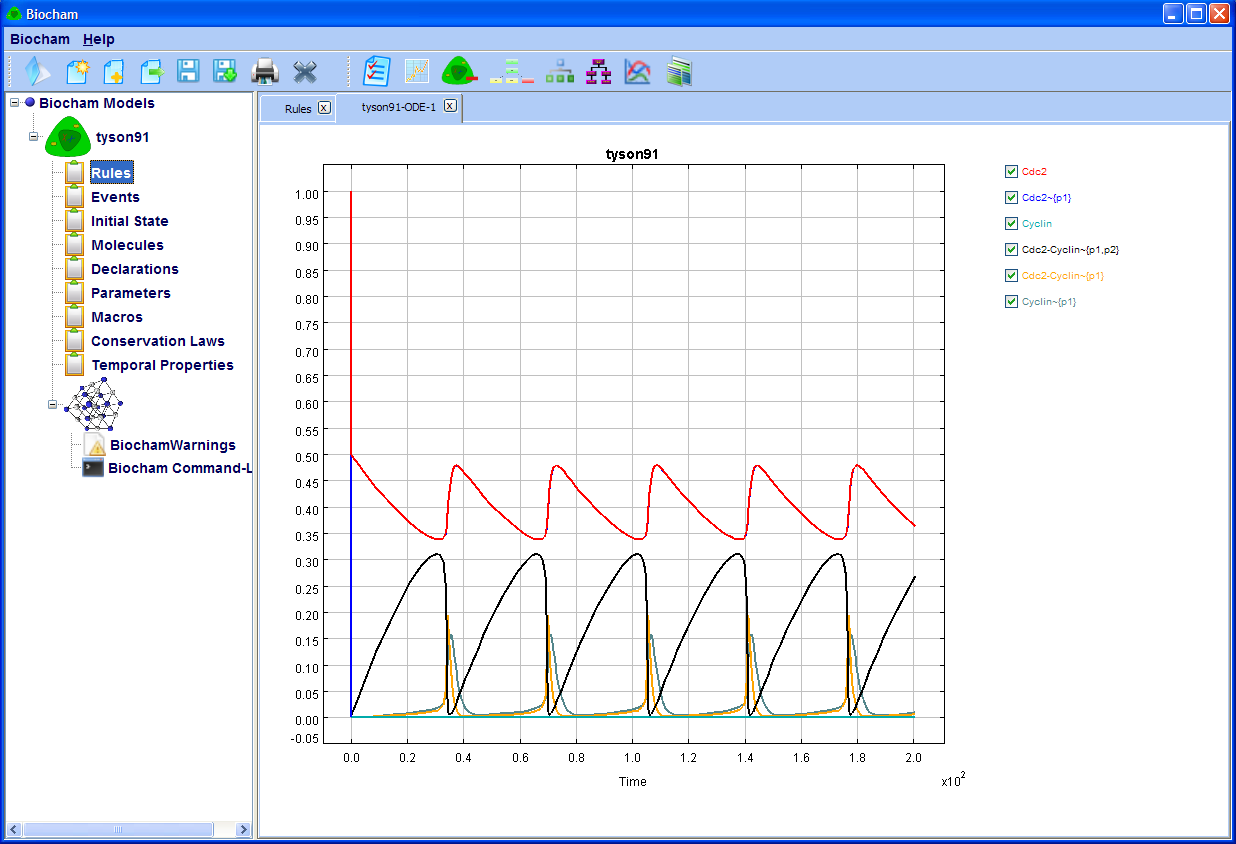 Biocham
Biocham Help
Biocham Models
tyson91
Rules
Events
Initial State
Molecules
Declarations
Parameters
Macros
Conservation Laws
Temporal Properties
BiochamWarnings
Biocham Command-L
Rules x tyson91-ODE-1 x
tyson91
1.00
0.95
0.90
0.85
0.80
0.75
0.70
0.65
0.60
0.55
0.50
0.45
0.40
0.35
0.30
0.25
0.20
0.15
0.10
0.05
0.00
-0.05
0.0 0.2 0.4 0.6 0.8 1.0 1.2 1.4 1.6 1.8 2.0
Time
x10²
Cdc2
Cdc2~{p1}
Cyclin
Cdc2-Cyclin~{p1,p2}
Cdc2-Cyclin~{p1}
Cyclin~{p1}